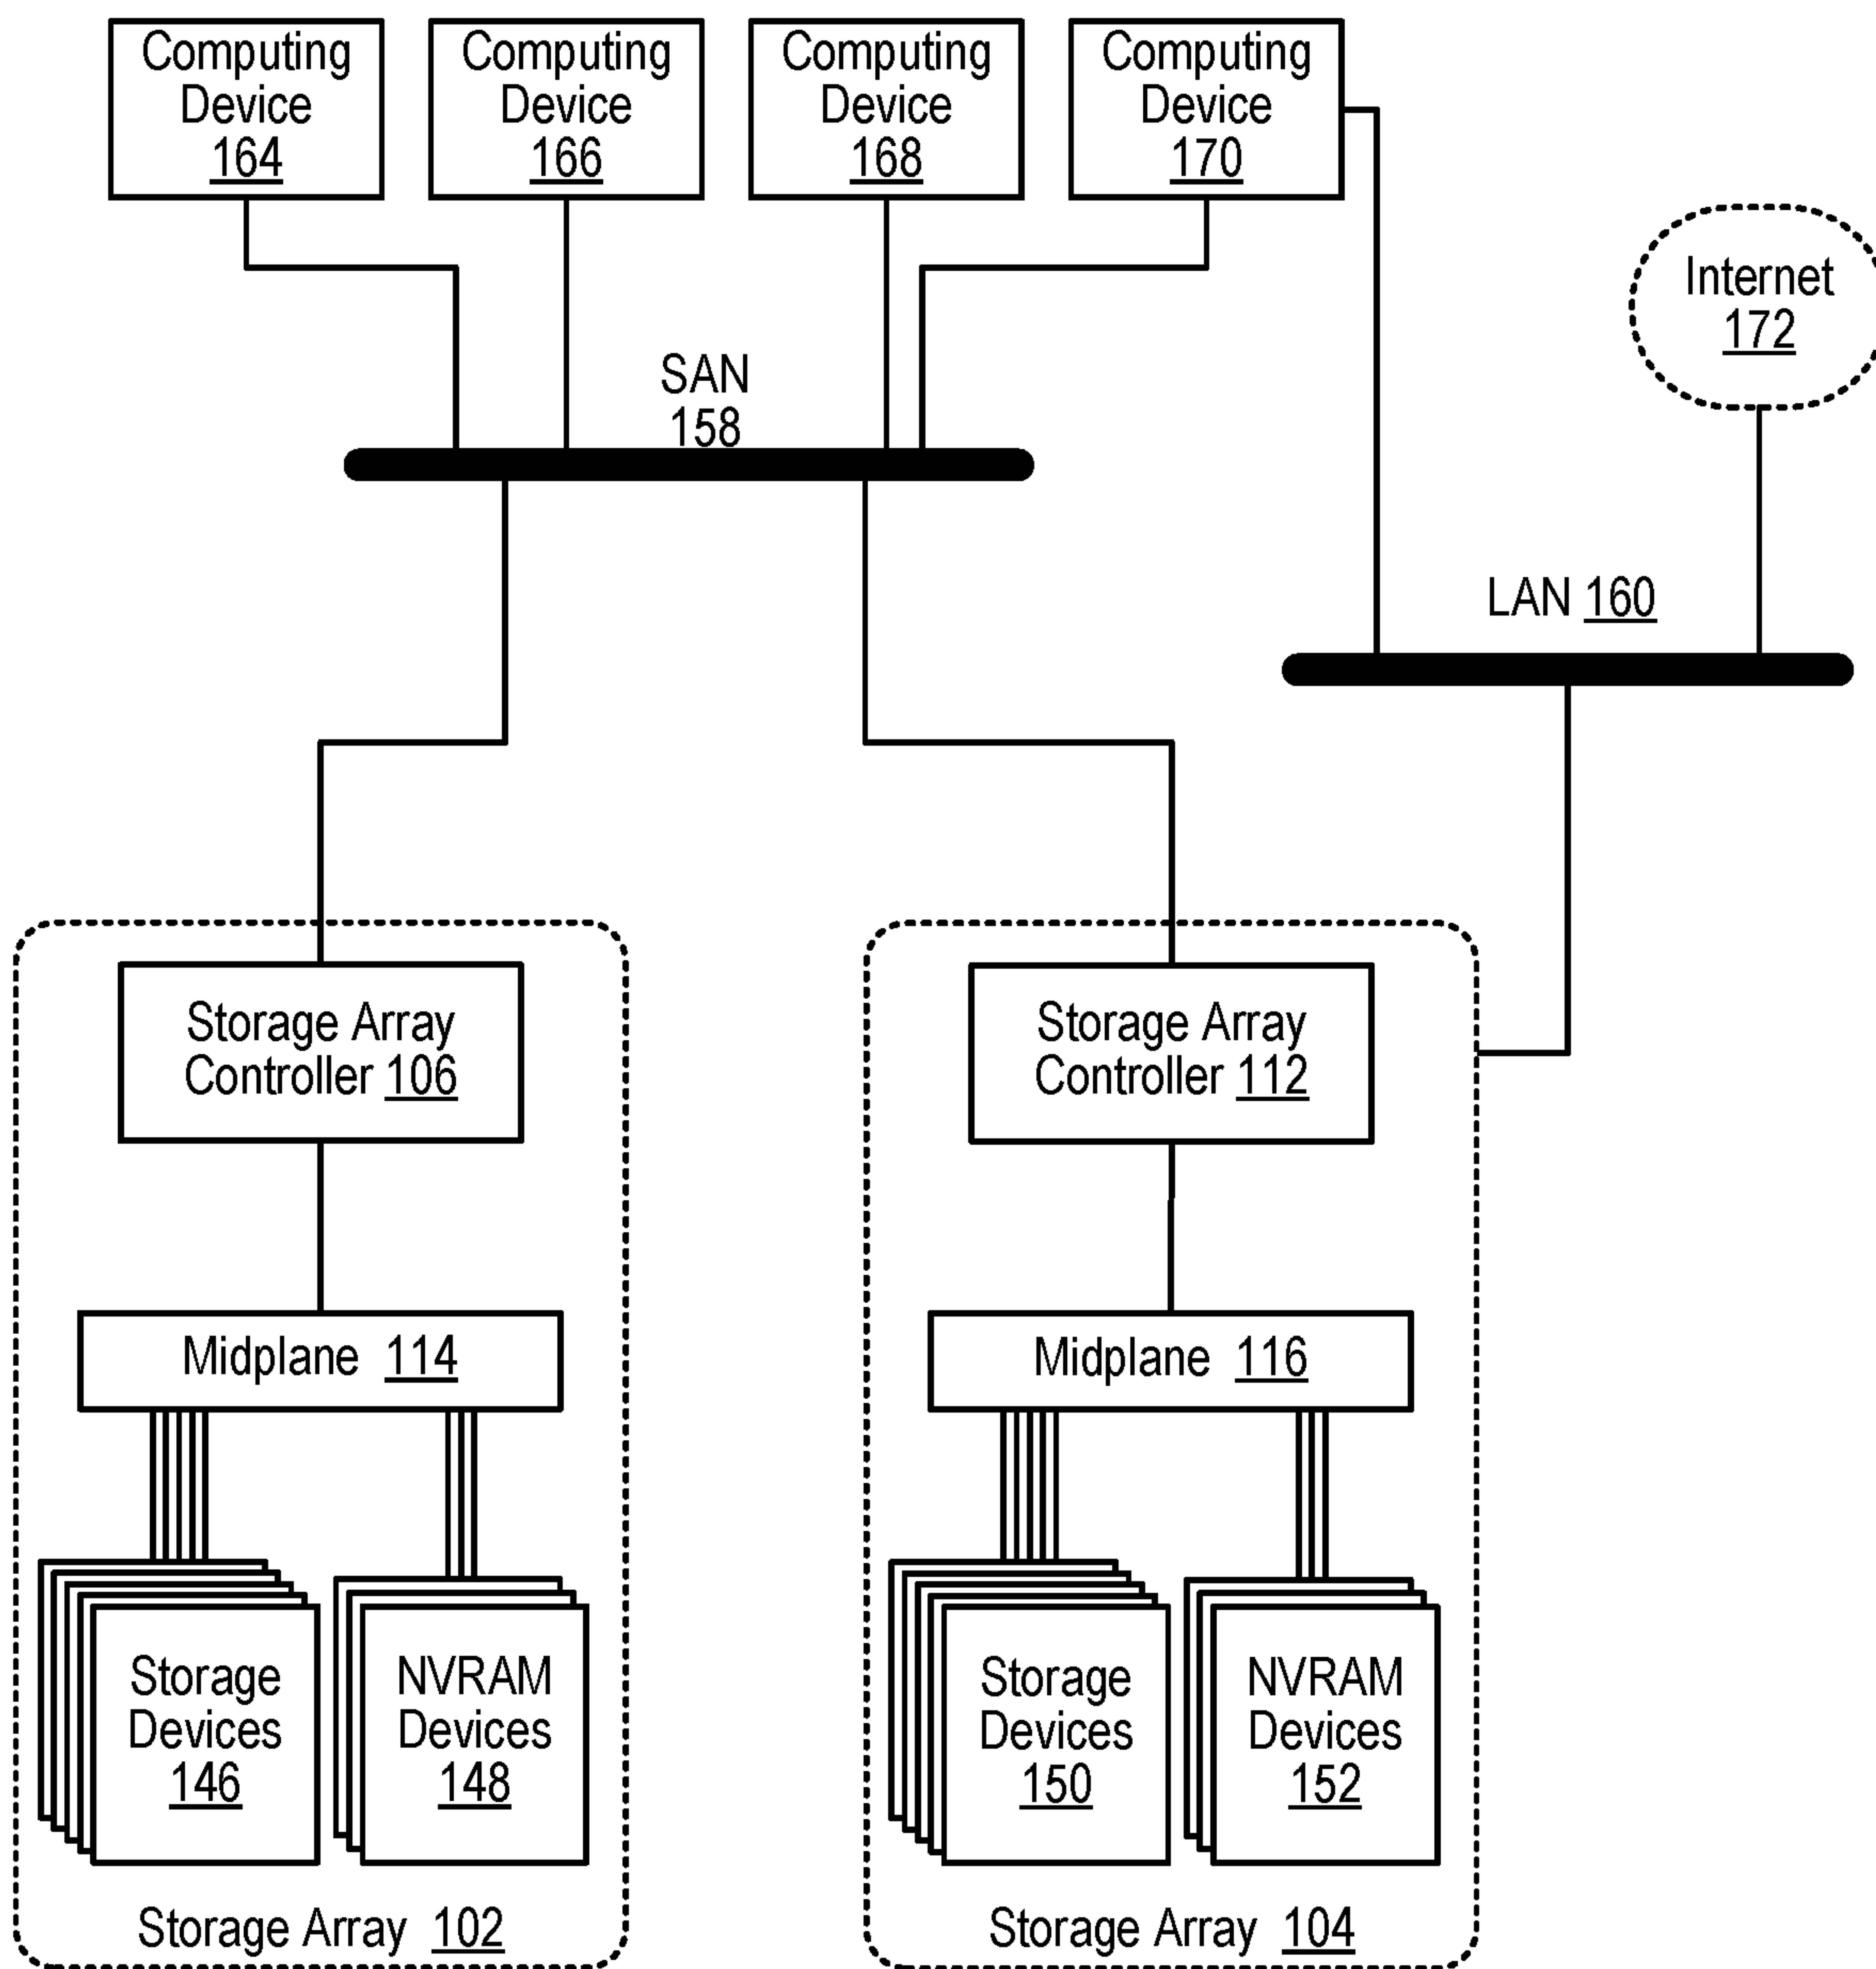 Computing
Device
164
Computing
Device
166
Computing
Device
168
Computing
Device
170
Internet
172
SAN
158
LAN 160
Storage Array
Controller 106
Storage Array
Controller 112
Midplane 114
Midplane 116
Storage
Devices
146
NVRAM
Devices
148
Storage
Devices
150
NVRAM
Devices
152
Storage Array 102
Storage Array 104